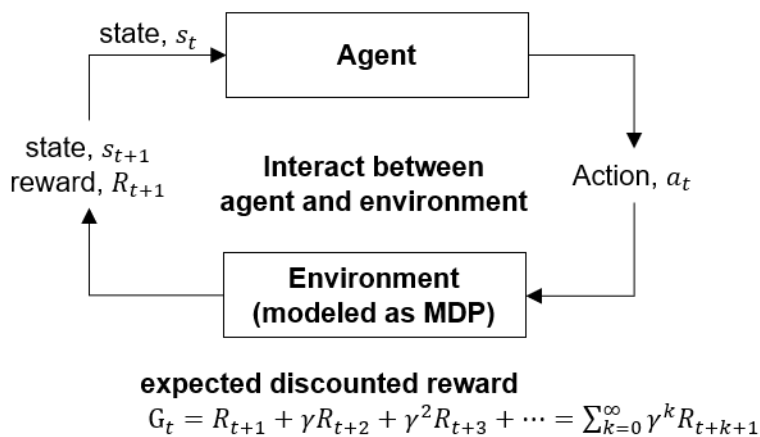 state, sₜ
Agent
state, sₜ₊₁
reward, Rₜ₊₁
Interact between
agent and environment
Action, aₜ
Environment
(modeled as MDP)
expected discounted reward
Gₜ = Rₜ₊₁ + γRₜ₊₂ + γ²Rₜ₊₃ + ⋯ = ∑_{k=0}^{∞} γᵏRₜ₊ₖ₊₁